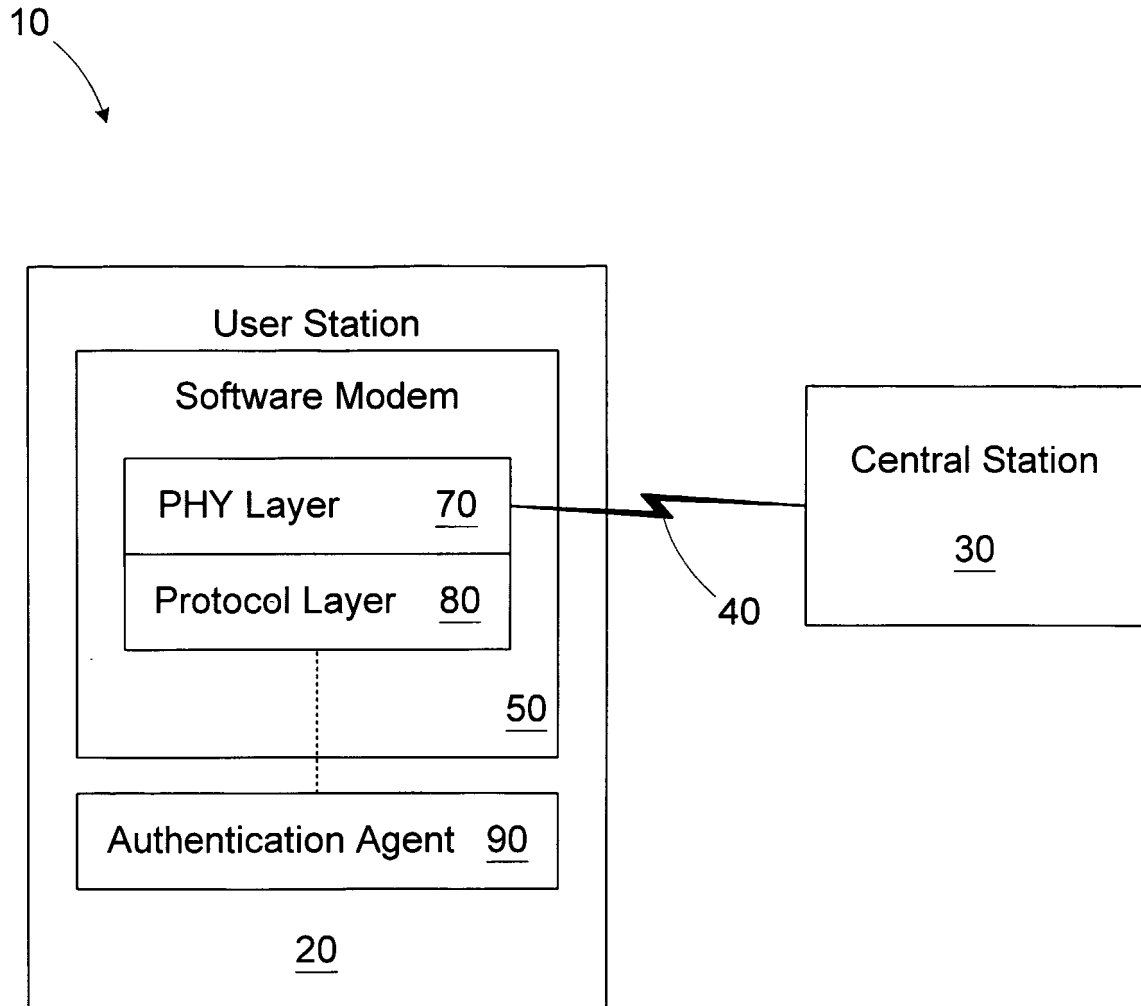 10
User Station
Software Modem
PHY Layer 70
Protocol Layer 80
50
Authentication Agent 90
20
Central Station
30
40